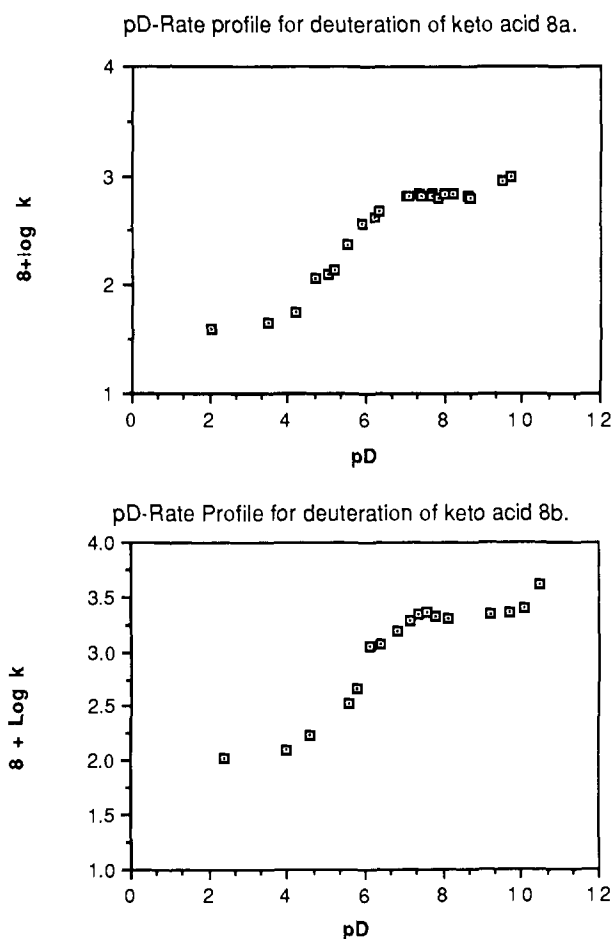 pD-Rate profile for deuteration of keto acid 8a.
4
3
2
1
8+log k
0 2 4 6 8 10 12
pD
pD-Rate Profile for deuteration of keto acid 8b.
4.0
3.5
3.0
2.5
2.0
1.5
1.0
8 + Log k
0 2 4 6 8 10 12
pD